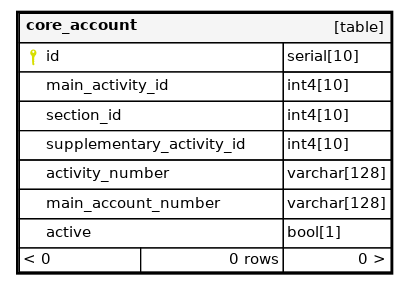 core_account [table]
id serial[10]
main_activity_id int4[10]
section_id int4[10]
supplementary_activity_id int4[10]
activity_number varchar[128]
main_account_number varchar[128]
active bool[1]
< 0 0 rows 0 >